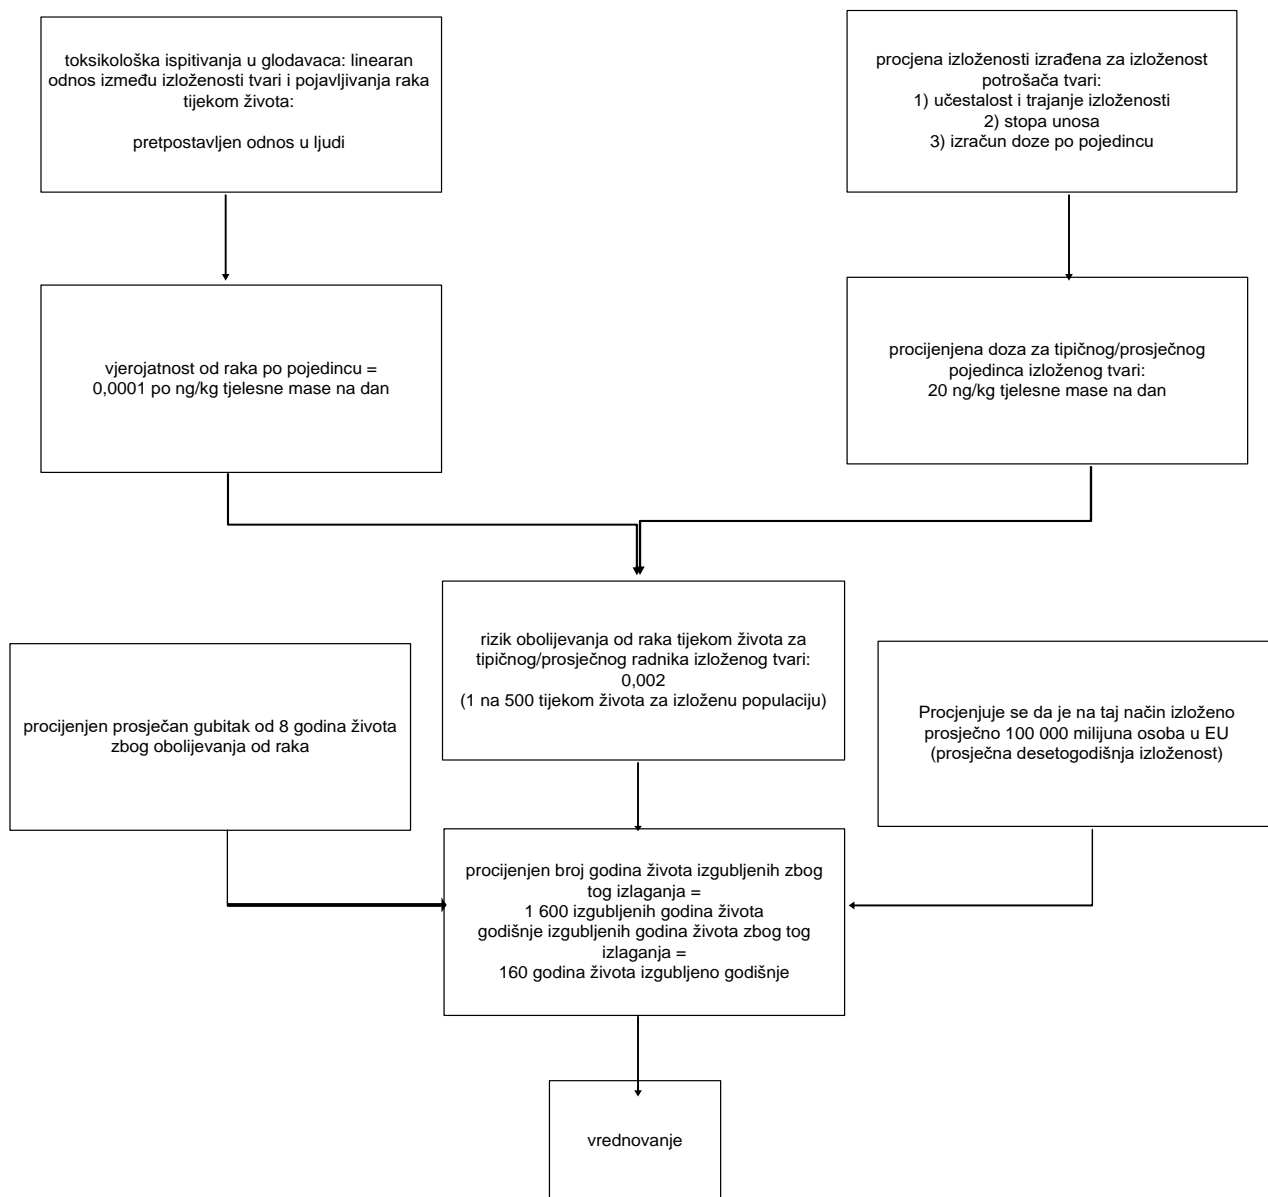 toksikološka ispitivanja u glodavaca: linearan
odnos između izloženosti tvari i pojavljivanja raka
tijekom života:
pretpostavljen odnos u ljudi
procjena izloženosti izrađena za izloženost
potrošača tvari:
1) učestalost i trajanje izloženosti
2) stopa unosa
3) izračun doze po pojedincu
vjerojatnost od raka po pojedincu =
0,0001 po ng/kg tjelesne mase na dan
procijenjena doza za tipičnog/prosječnog
pojedinca izloženog tvari:
20 ng/kg tjelesne mase na dan
rizik obolijevanja od raka tijekom života za
tipičnog/prosječnog radnika izloženog tvari:
0,002
(1 na 500 tijekom života za izloženu populaciju)
procijenjen prosječan gubitak od 8 godina života
zbog obolijevanja od raka
Procjenjuje se da je na taj način izloženo
prosječno 100 000 milijuna osoba u EU
(prosječna desetogodišnja izloženost)
procijenjen broj godina života izgubljenih zbog
tog izlaganja =
1 600 izgubljenih godina života
godišnje izgubljenih godina života zbog tog
izlaganja =
160 godina života izgubljeno godišnje
vrednovanje